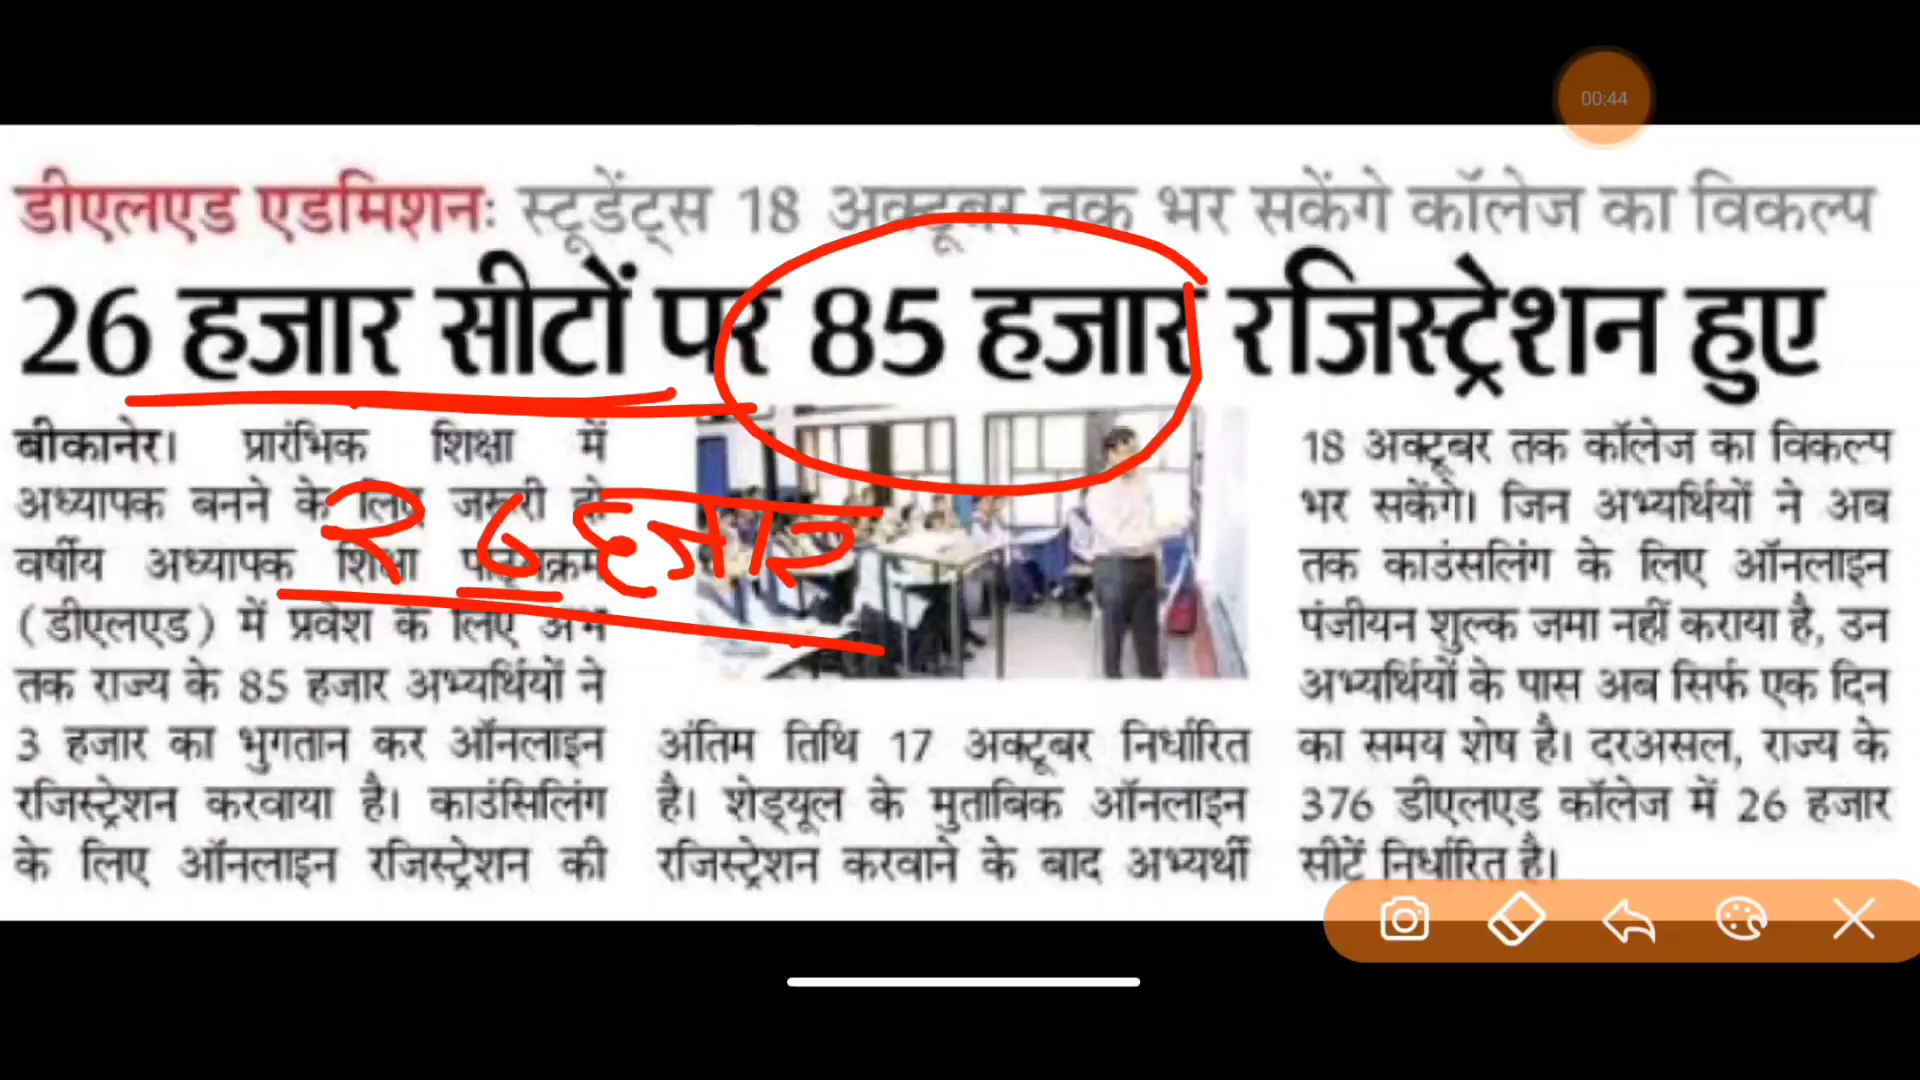 00:44
डीएलएड एडमिशनः स्टूडेंट्स 18 अक्टूबर तक भर सकेंगे कॉलेज का विकल्प
26 हजार सीटों पर 85 हजार रजिस्ट्रेशन हुए
बीकानेर। प्रारंभिक शिक्षा में
अध्यापक बनने के लिए जरूरी दो
वर्षीय अध्यापक शिक्षा पाठ्यक्रम
(डीएलएड) में प्रवेश के लिए अभी
तक राज्य के 85 हजार अभ्यर्थियों ने
3 हजार का भुगतान कर ऑनलाइन
रजिस्ट्रेशन करवाया है। काउंसिलिंग
के लिए ऑनलाइन रजिस्ट्रेशन की
हजार
अंतिम तिथि 17 अक्टूबर निर्धारित
है। शेड्यूल के मुताबिक ऑनलाइन
रजिस्ट्रेशन करवाने के बाद अभ्यर्थी
18 अक्टूबर तक कॉलेज का विकल्प
भर सकेंगे। जिन अभ्यर्थियों ने अब
तक काउंसलिंग के लिए ऑनलाइन
पंजीयन शुल्क जमा नहीं कराया है, उन
अभ्यर्थियों के पास अब सिर्फ एक दिन
का समय शेष है। दरअसल, राज्य के
376 डीएलएड कॉलेज में 26 हजार
सीटें निर्धारित है।